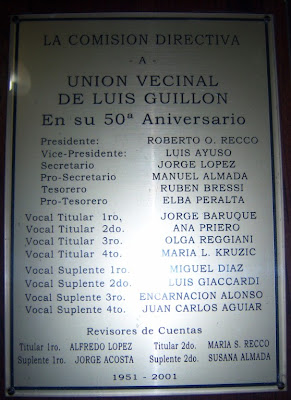 LA COMISION DIRECTIVA
- A -
UNION VECINAL
DE LUIS GUILLON
En su 50ª Aniversario
Presidente: ROBERTO O. RECCO
Vice-Presidente: LUIS AYUSO
Secretario JORGE LOPEZ
Pro-Secretario MANUEL ALMADA
Tesorero RUBEN BRESSI
Pro-Tesorero ELBA PERALTA
Vocal Titular 1ro, JORGE BARUQUE
Vocal Titular 2do. ANA PRIERO
Vocal Titular 3ro. OLGA REGGIANI
Vocal Titular 4to. MARIA L. KRUZIC
Vocal Suplente 1ro. MIGUEL DIAZ
Vocal Suplente 2do. LUIS GIACCARDI
Vocal Suplente 3ro. ENCARNACION ALONSO
Vocal Suplente 4to. JUAN CARLOS AGUIAR
Revisores de Cuentas
Titular 1ro. ALFREDO LOPEZ Titular 2do. MARIA S. RECCO
Suplente 1ro. JORGE ACOSTA Suplente 2do. SUSANA ALMADA
1951 - 2001